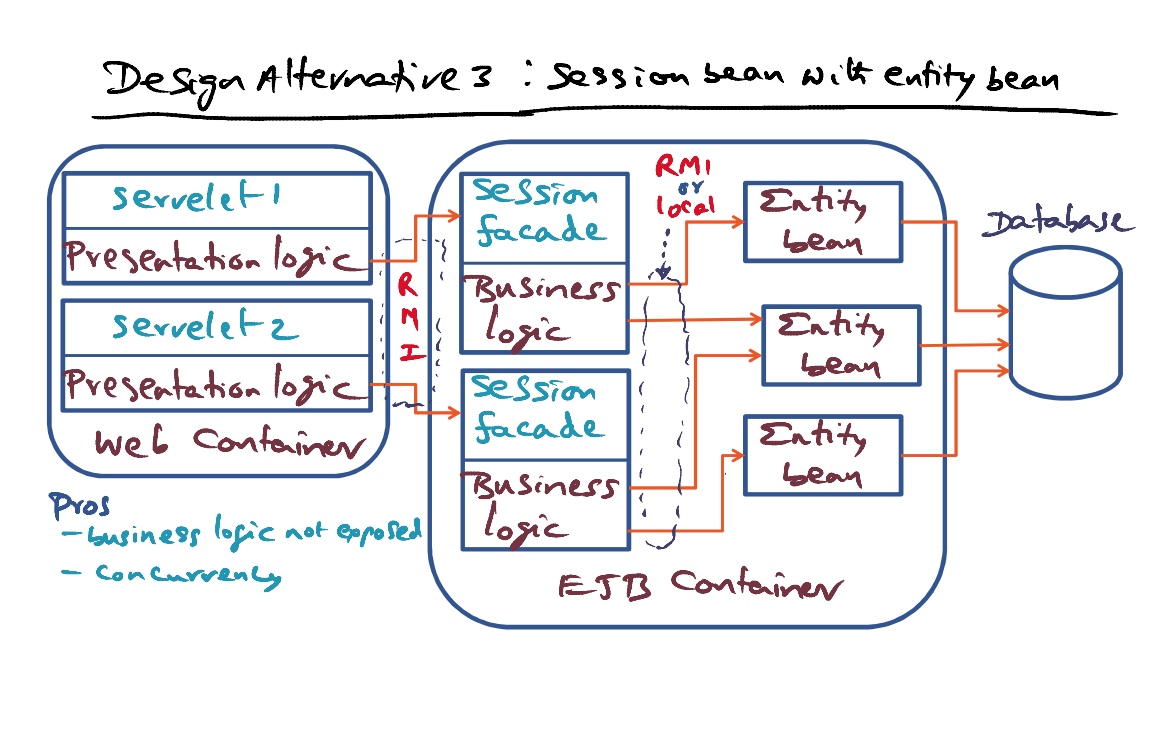 Design Alternative 3 : Session bean with entity bean
servelet 1
Presentation logic
servelet 2
Presentation logic
Web Container
RMI
Session
facade
Business
logic
Session
facade
Business
logic
RMI
or
local
Entity
bean
Entity
bean
Entity
bean
EJB Container
Database
Pros
- business logic not exposed
- Concurrency